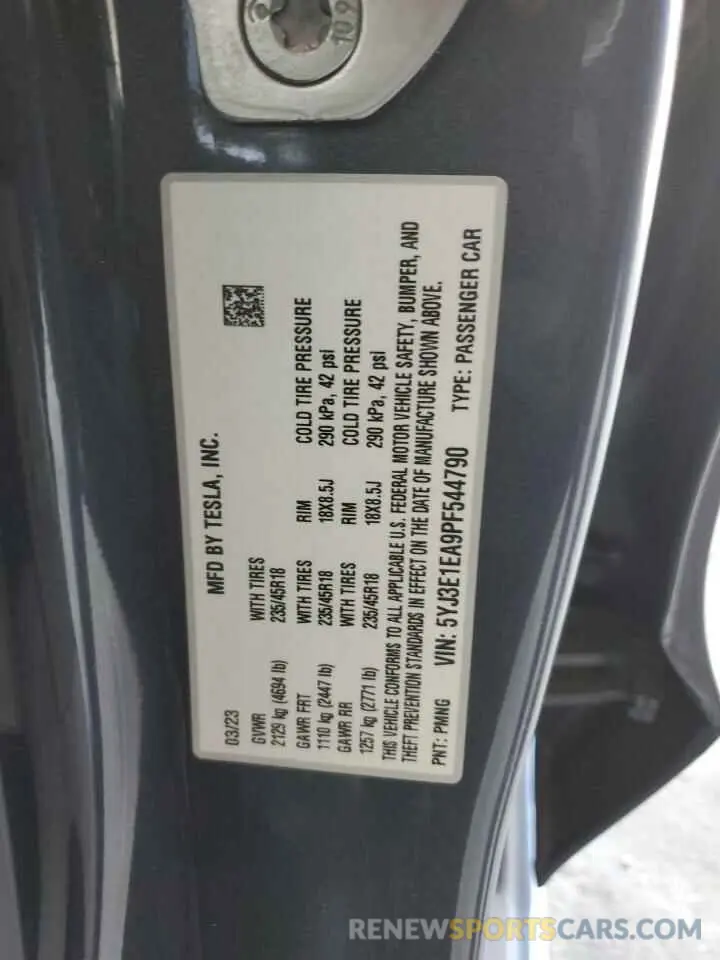 10.9
MFD BY TESLA, INC.
03/23
GVWR WITH TIRES
2129 kg (4694 lb) 235/45R18
GAWR FRT WITH TIRES RIM COLD TIRE PRESSURE
1110 kg (2447 lb) 235/45R18 18X8.5J 290 kPa, 42 psi
GAWR RR WITH TIRES RIM COLD TIRE PRESSURE
1257 kg (2771 lb) 235/45R18 18X8.5J 290 kPa, 42 psi
THIS VEHICLE CONFORMS TO ALL APPLICABLE U.S. FEDERAL MOTOR VEHICLE SAFETY, BUMPER, AND
THEFT PREVENTION STANDARDS IN EFFECT ON THE DATE OF MANUFACTURE SHOWN ABOVE.
PNT: PMNG VIN: 5YJ3E1EA9PF544790 TYPE: PASSENGER CAR
RENEWSPORTSCARS.COM